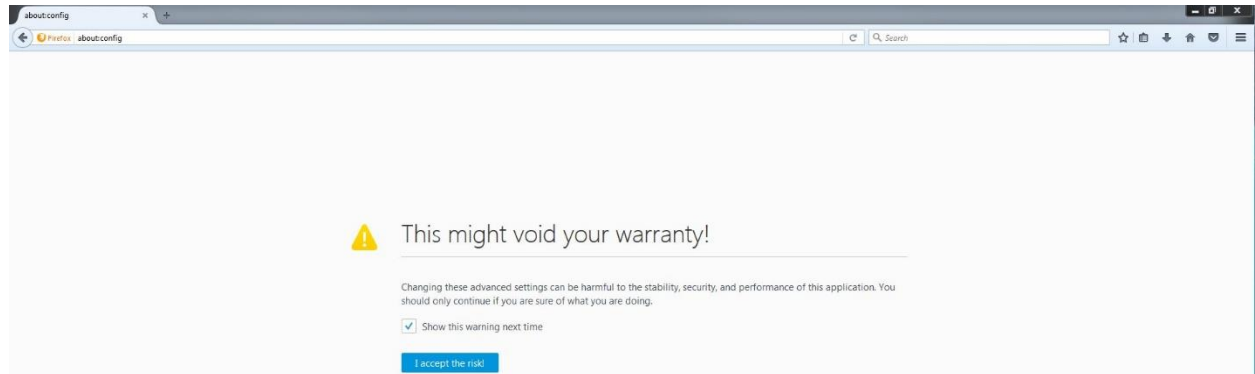 about:config
Firefox about:config
Search
This might void your warranty!
Changing these advanced settings can be harmful to the stability, security, and performance of this application. You
should only continue if you are sure of what you are doing.
Show this warning next time
I accept the risk!